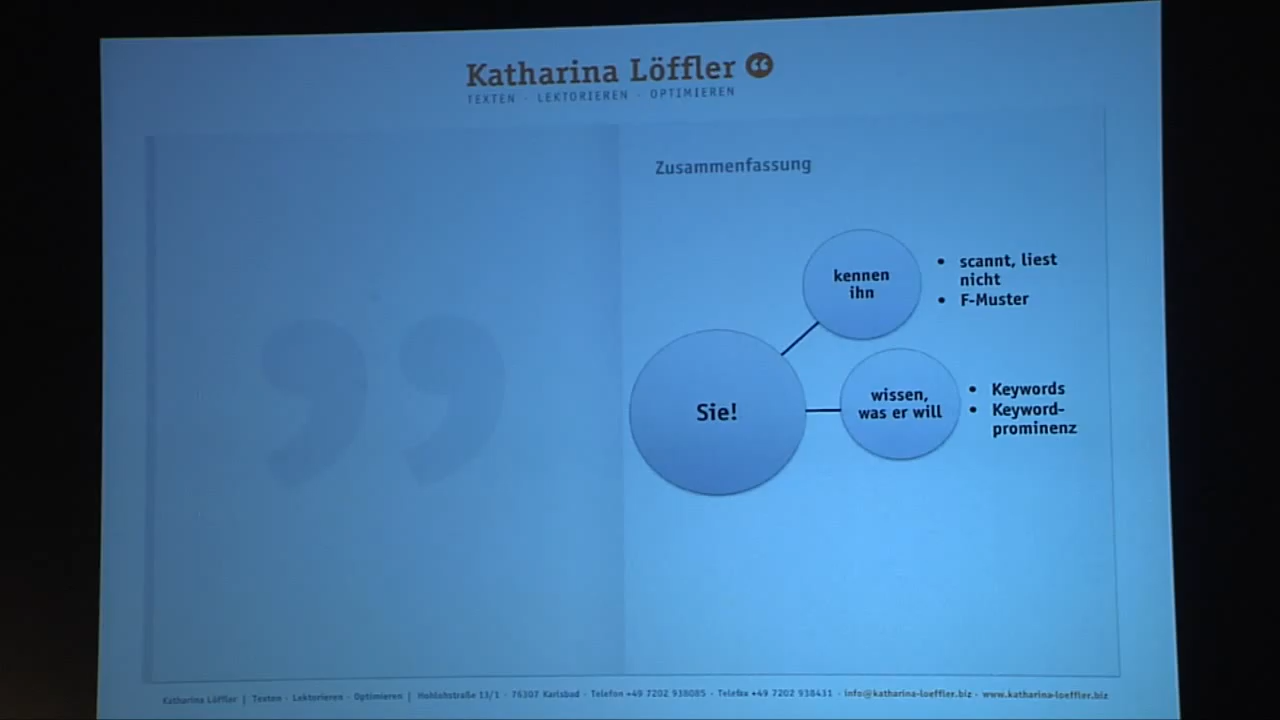 Katharina Löffler
TEXTEN · LEKTORIEREN · OPTIMIEREN
Zusammenfassung
kennen
ihn
• scannt, liest
nicht
• F-Muster
Sie!
wissen,
was er will
• Keywords
• Keyword-
prominenz
Katharina Löffler | Texten · Lektorieren · Optimieren | Hohlohstraße 13/1 · 76307 Karlsbad · Telefon +49 7202 938085 · Telefax +49 7202 938431 · info@katharina-loeffler.biz · www.katharina-loeffler.biz